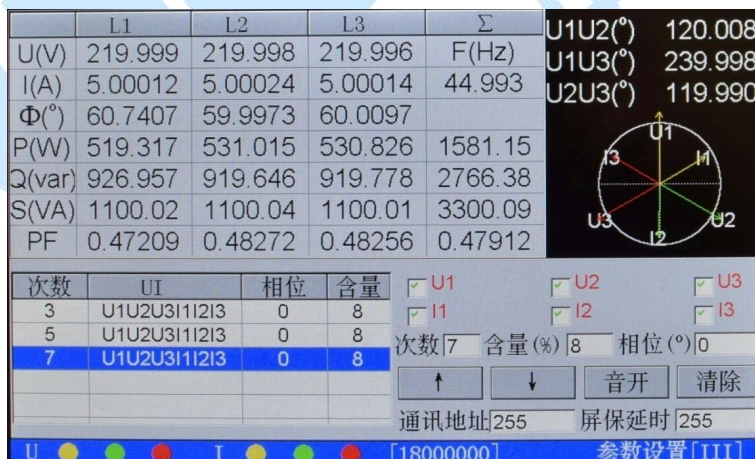 L1 L2 L3 Σ
U(V) 219.999 219.998 219.996 F(Hz)
I(A) 5.00012 5.00024 5.00014 44.993
Φ(°) 60.7407 59.9973 60.0097
P(W) 519.317 531.015 530.826 1581.15
Q(var) 926.957 919.646 919.778 2766.38
S(VA) 1100.02 1100.04 1100.01 3300.09
PF 0.47209 0.48272 0.48256 0.47912
U1U2(°) 120.008
U1U3(°) 239.998
U2U3(°) 119.990
U1
I3 I1
U3 U2
I2
次数 UI 相位 含量
3 U1U2U3I1I2I3 0 8
5 U1U2U3I1I2I3 0 8
7 U1U2U3I1I2I3 0 8
U1 U2 U3
I1 I2 I3
次数 7 含量(%) 8 相位(°) 0
↑ ↓ 音开 清除
通讯地址 255 屏保延时 255
U I [18000000] 参数设置[III]